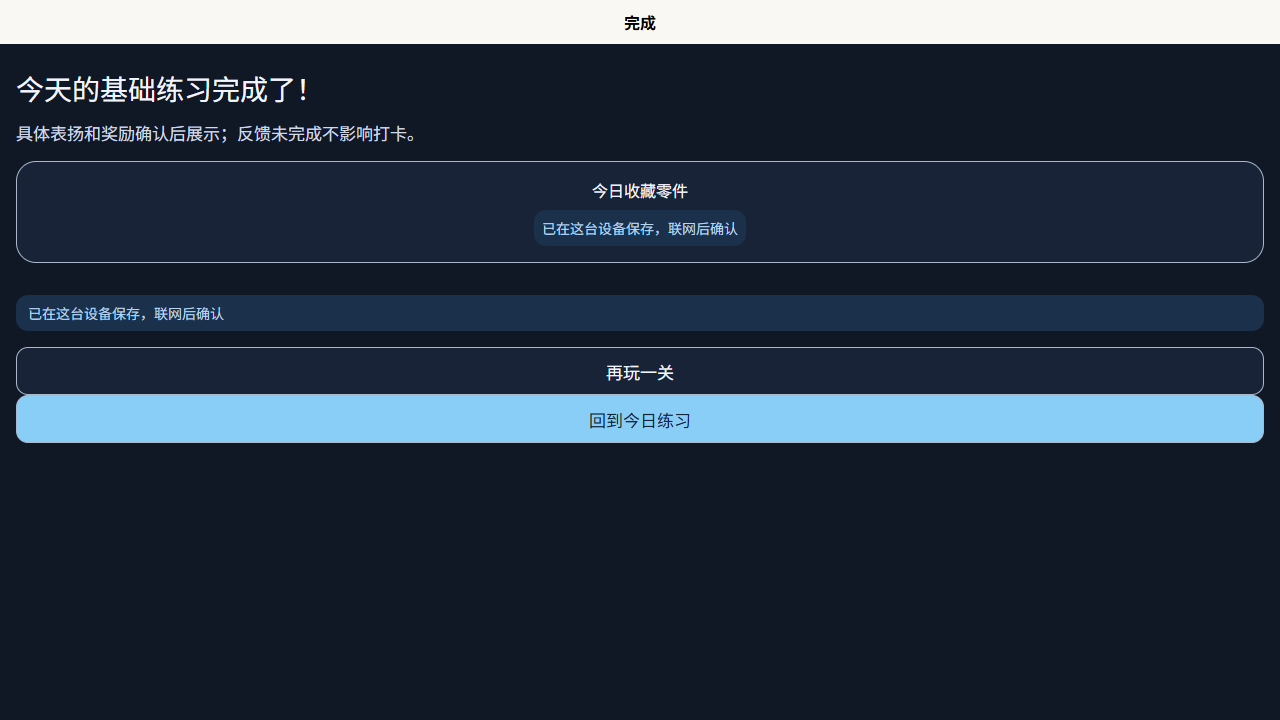 完成
今天的基础练习完成了！
具体表扬和奖励确认后展示；反馈未完成不影响打卡。
今日收藏零件
已在这台设备保存，联网后确认
已在这台设备保存，联网后确认
再玩一关
回到今日练习